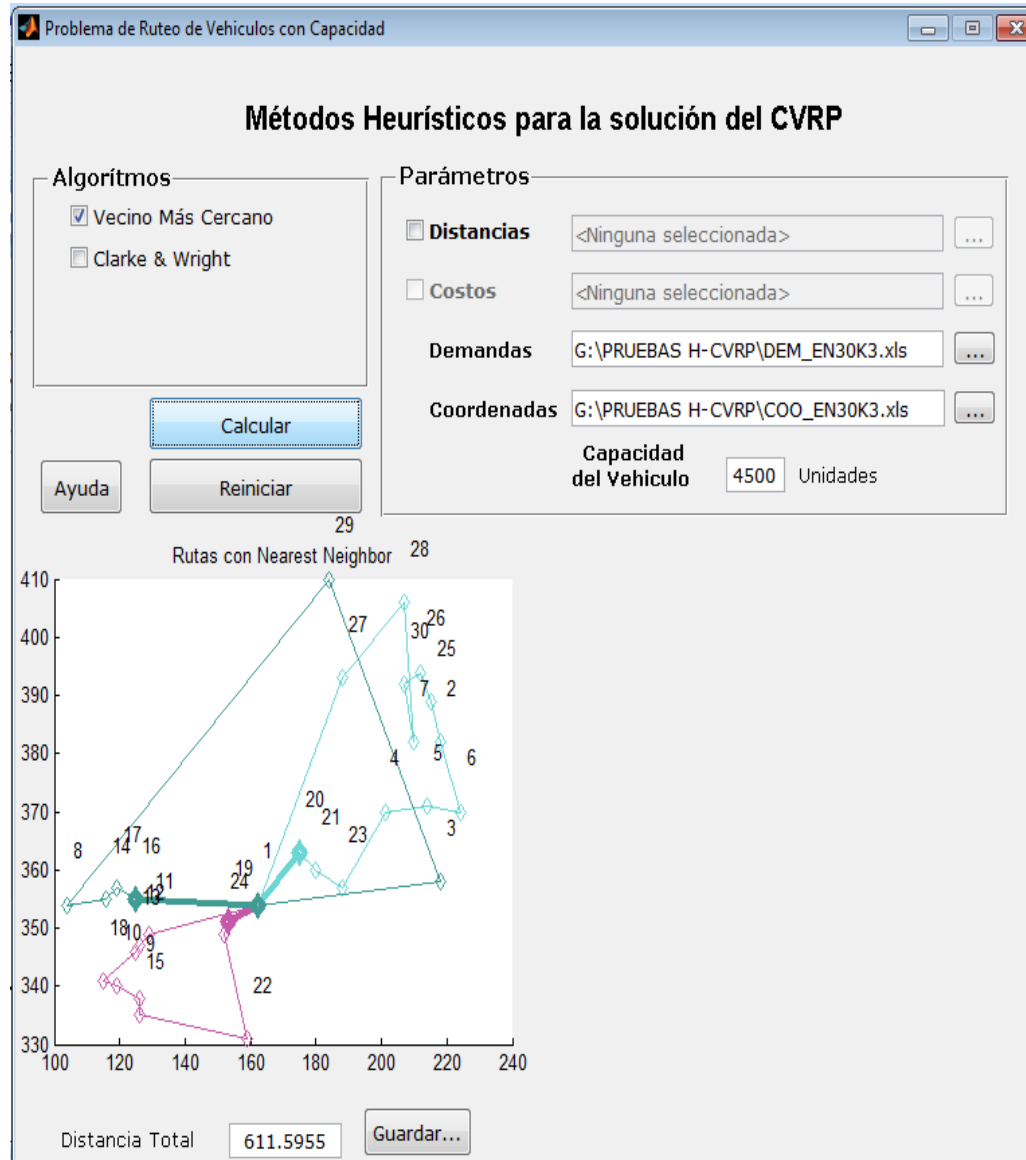 Problema de Ruteo de Vehiculos con Capacidad
Métodos Heurísticos para la solución del CVRP
Algorítmos
Vecino Más Cercano
Clarke & Wright
Calcular
Ayuda
Reiniciar
Parámetros
Distancias <Ninguna seleccionada> ...
Costos <Ninguna seleccionada> ...
Demandas G:\PRUEBAS H-CVRP\DEM_EN30K3.xls ...
Coordenadas G:\PRUEBAS H-CVRP\COO_EN30K3.xls ...
Capacidad
del Vehiculo 4500 Unidades
29
Rutas con Nearest Neighbor 28
410
27 30 26
400
25
390
7 2
380
4 5 6
370
20 21 23 3
360
8 14 17 16 1
19 24
13 12 11
350
18 10 9
15
340
22
330
100 120 140 160 180 200 220 240
Distancia Total 611.5955 Guardar...